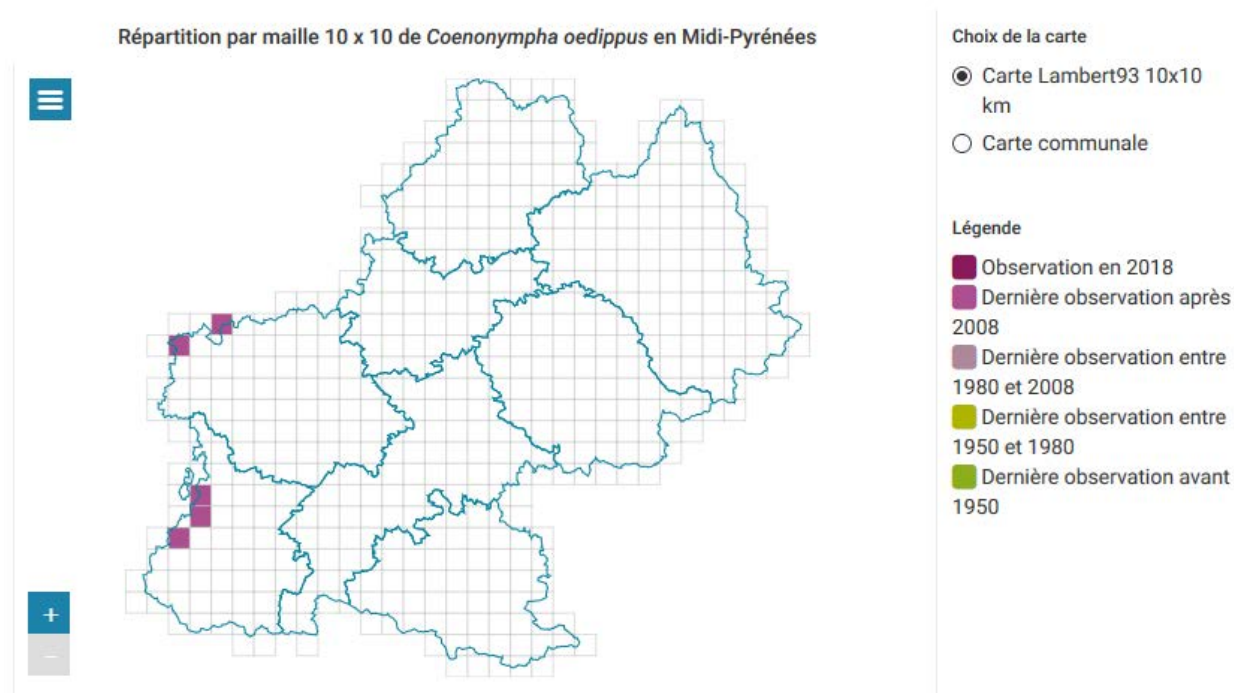 Répartition par maille 10 x 10 de Coenonympha oedippus en Midi-Pyrénées
Choix de la carte
Carte Lambert93 10x10
km
Carte communale
Légende
Observation en 2018
Dernière observation après
2008
Dernière observation entre
1980 et 2008
Dernière observation entre
1950 et 1980
Dernière observation avant
1950
+
−